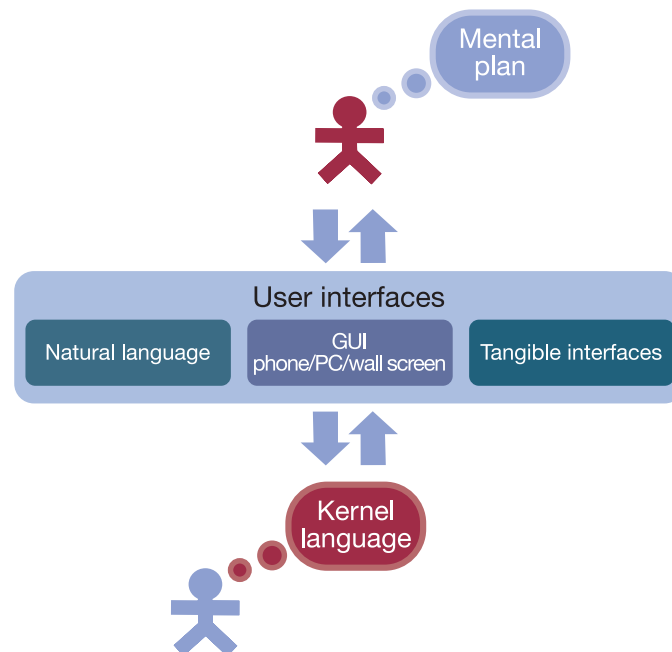 Mental
plan
User interfaces
Natural language
GUI
phone/PC/wall screen
Tangible interfaces
Kernel
language